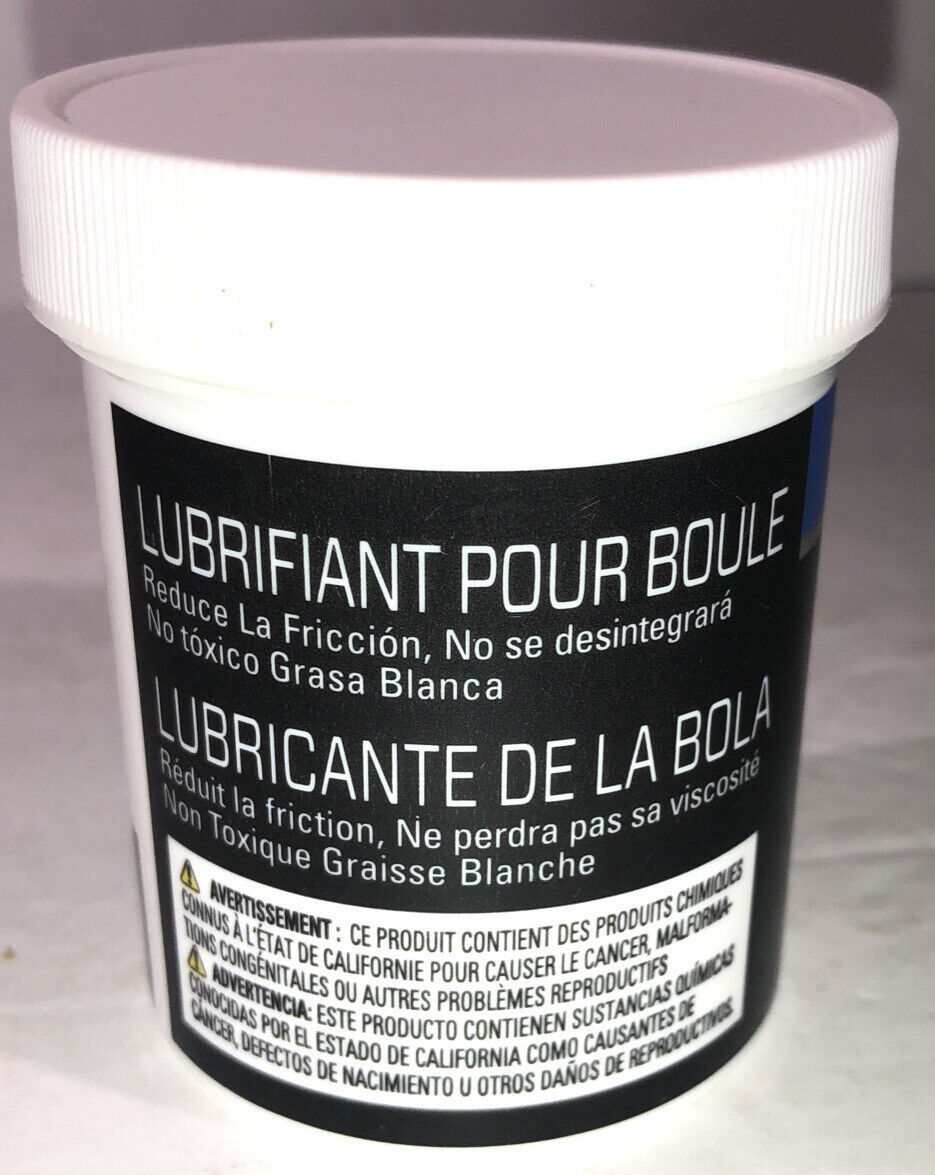 LUBRIFIANT POUR BOULE
Reduce La Fricción, No se desintegrará
No tóxico Grasa Blanca
LUBRICANTE DE LA BOLA
Réduit la friction, Ne perdra pas sa viscosité
Non Toxique Graisse Blanche
AVERTISSEMENT : CE PRODUIT CONTIENT DES PRODUITS CHIMIQUES
CONNUS À L'ÉTAT DE CALIFORNIE POUR CAUSER LE CANCER, MALFORMA-
TIONS CONGÉNITALES OU AUTRES PROBLÈMES REPRODUCTIFS
ADVERTENCIA: ESTE PRODUCTO CONTIENEN SUSTANCIAS QUÍMICAS
CONOCIDAS POR EL ESTADO DE CALIFORNIA COMO CAUSANTES DE
CÁNCER, DEFECTOS DE NACIMIENTO U OTROS DAÑOS DE REPRODUCTIVOS.